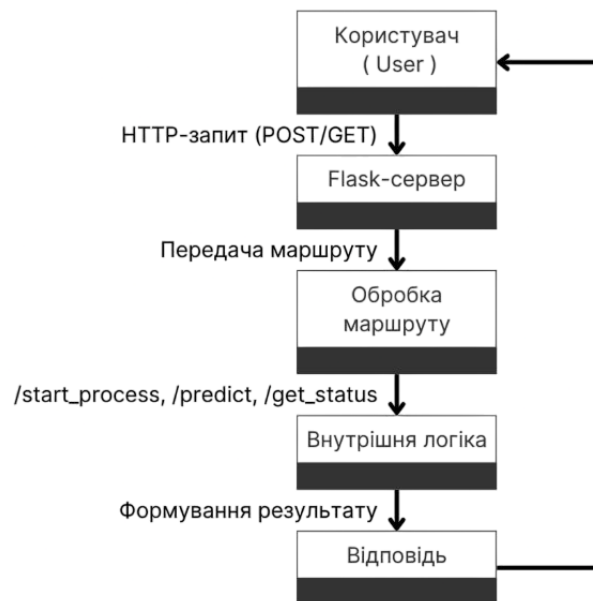 Користувач
( User )
HTTP-запит (POST/GET)
Flask-сервер
Передача маршруту
Обробка
маршруту
/start_process, /predict, /get_status
Внутрішня логіка
Формування результату
Відповідь